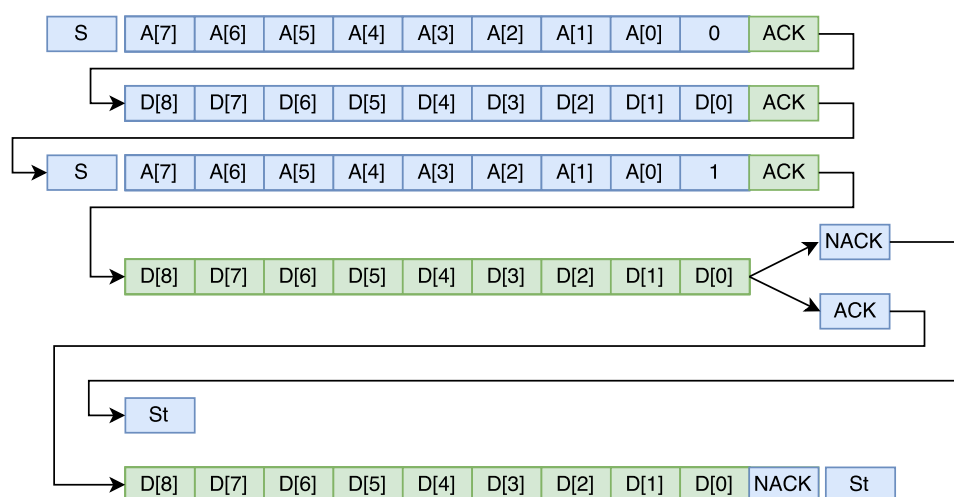 S A[7] A[6] A[5] A[4] A[3] A[2] A[1] A[0] 0 ACK
D[8] D[7] D[6] D[5] D[4] D[3] D[2] D[1] D[0] ACK
S A[7] A[6] A[5] A[4] A[3] A[2] A[1] A[0] 1 ACK
NACK
D[8] D[7] D[6] D[5] D[4] D[3] D[2] D[1] D[0]
ACK
St
D[8] D[7] D[6] D[5] D[4] D[3] D[2] D[1] D[0] NACK St